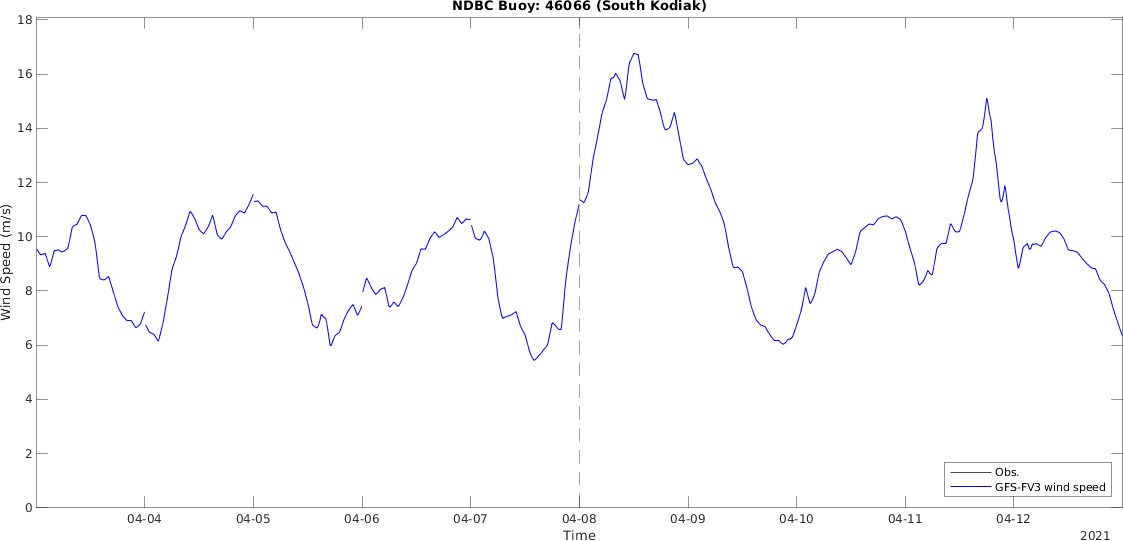 NDBC Buoy: 46066 (South Kodiak)
18
16
14
12
10
8
6
4
2
0
Wind Speed (m/s)
Obs.
GFS-FV3 wind speed
04-04 04-05 04-06 04-07 04-08 04-09 04-10 04-11 04-12
Time
2021